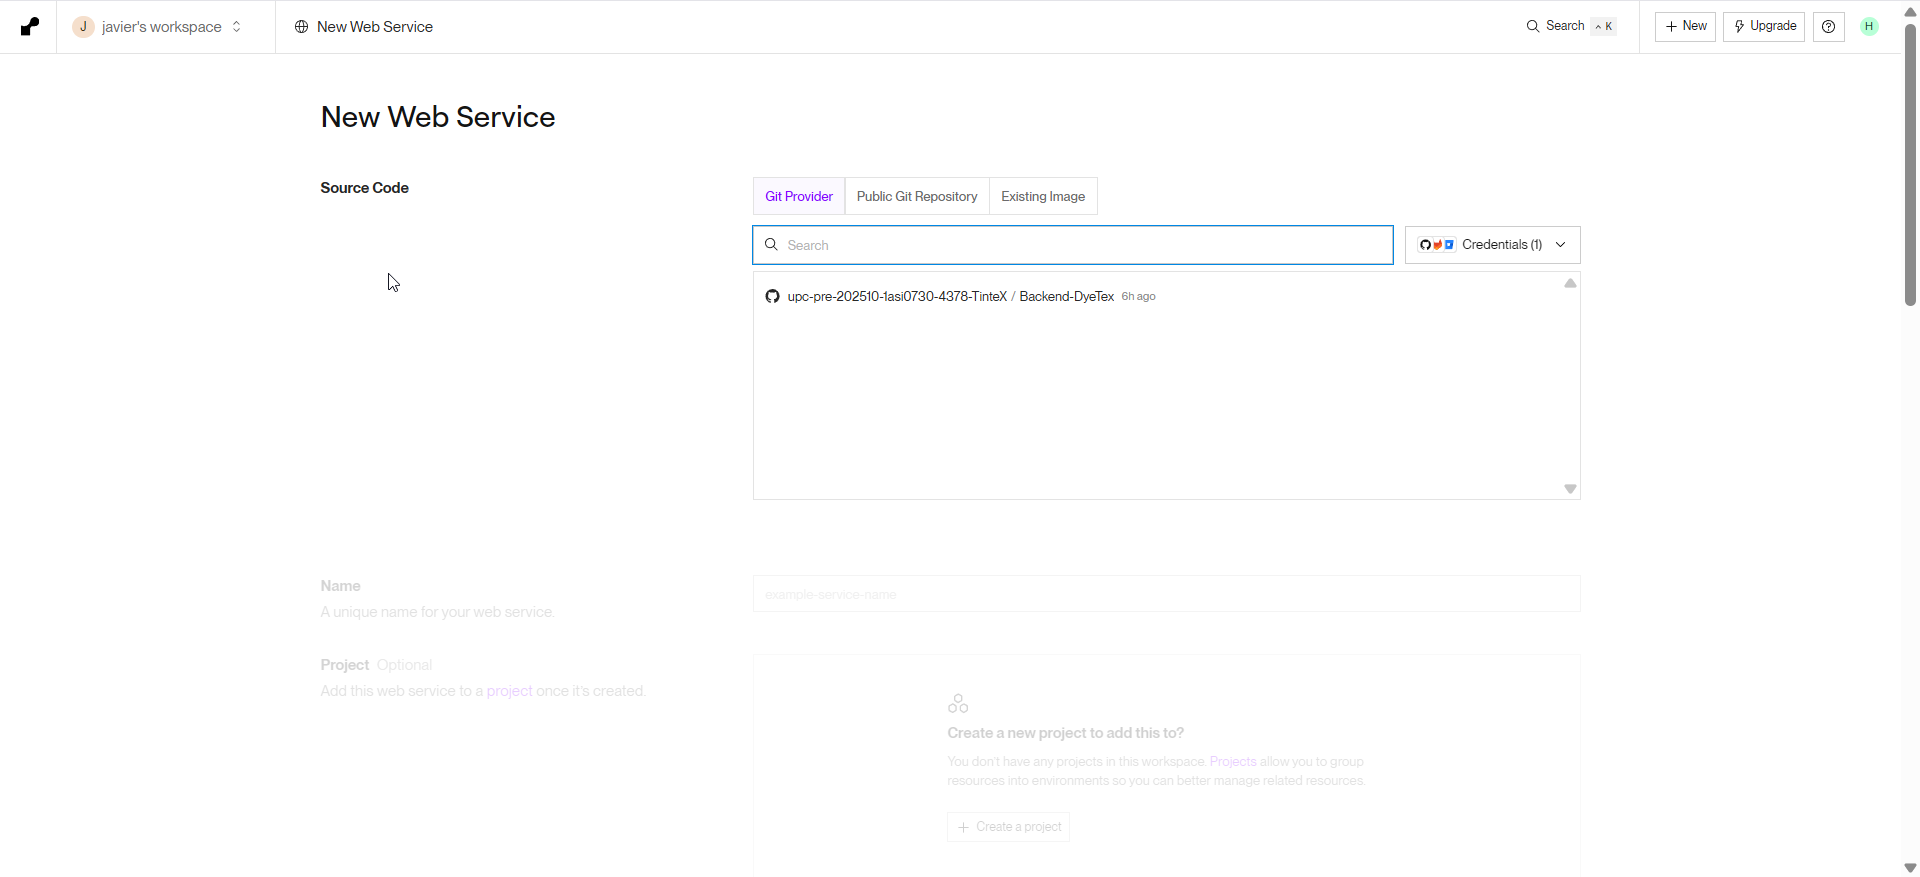 J javier's workspace
New Web Service
Search
^ K
+ New
Upgrade
H
New Web Service
Source Code
Git Provider
Public Git Repository
Existing Image
Search
Credentials (1)
upc-pre-202510-1asi0730-4378-TinteX / Backend-DyeTex 6h ago
Name
A unique name for your web service.
example-service-name
Project Optional
Add this web service to a project once it's created.
Create a new project to add this to?
You don't have any projects in this workspace. Projects allow you to group
resources into environments so you can better manage related resources.
+ Create a project